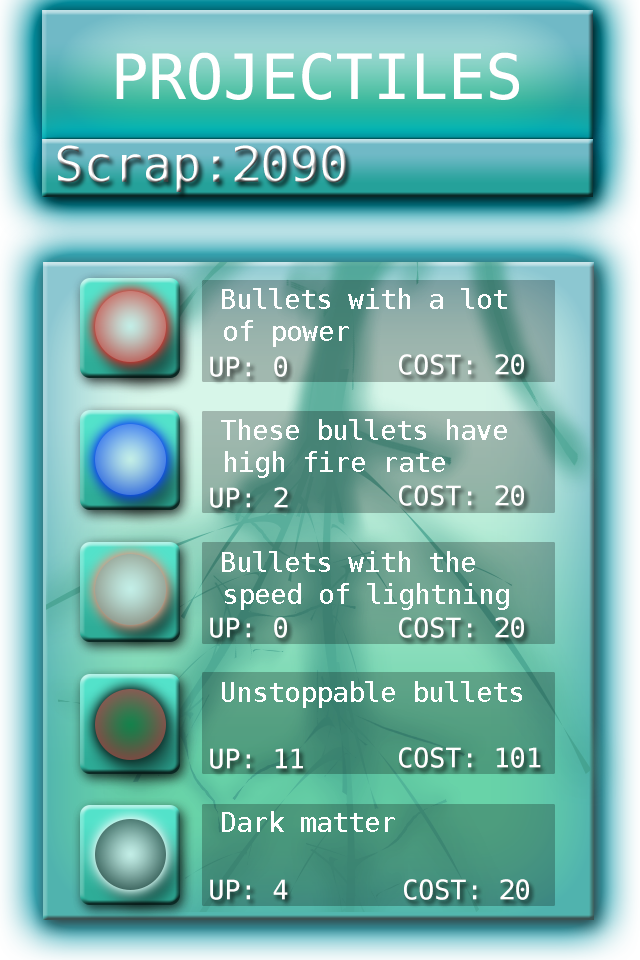 PROJECTILES
Scrap:2090
Bullets with a lot
of power
UP: 0 COST: 20
These bullets have
high fire rate
UP: 2 COST: 20
Bullets with the
speed of lightning
UP: 0 COST: 20
Unstoppable bullets
UP: 11 COST: 101
Dark matter
UP: 4 COST: 20